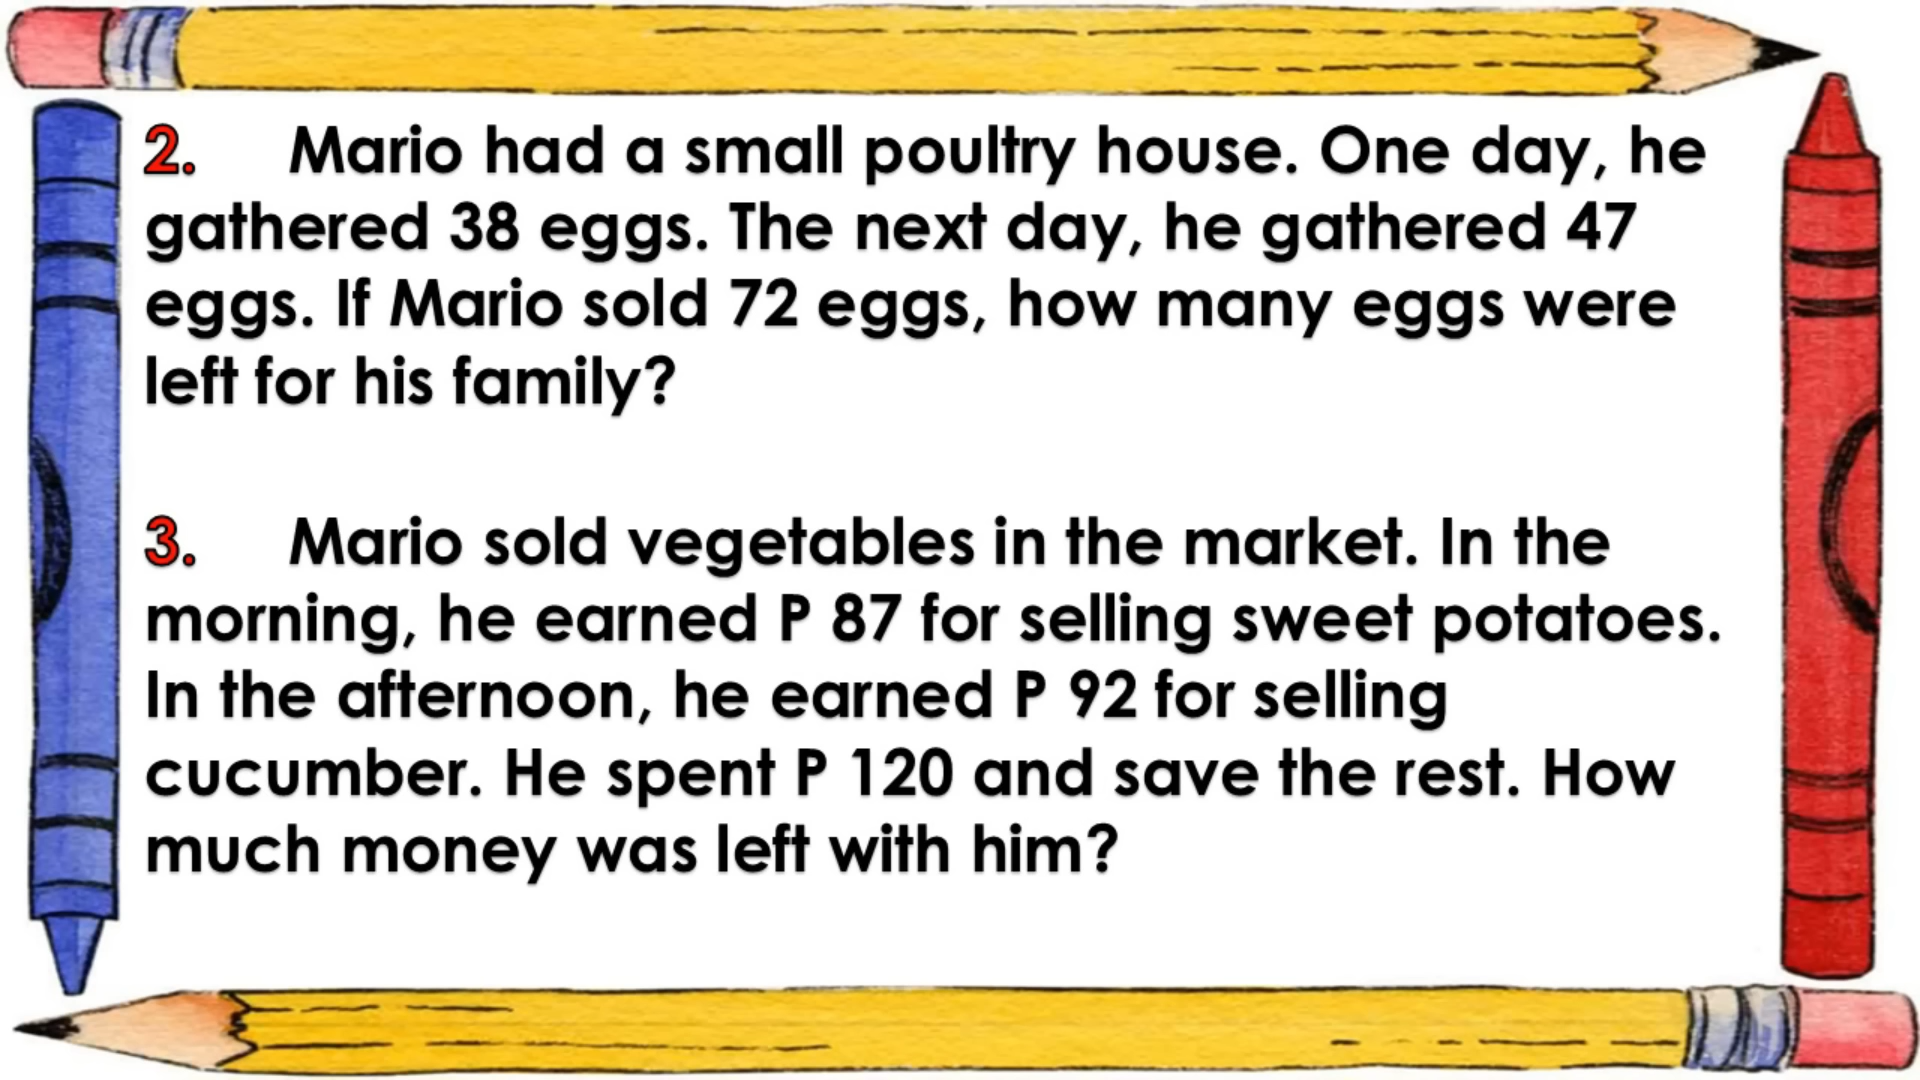 2. Mario had a small poultry house. One day, he
gathered 38 eggs. The next day, he gathered 47
eggs. If Mario sold 72 eggs, how many eggs were
left for his family?
3. Mario sold vegetables in the market. In the
morning, he earned P 87 for selling sweet potatoes.
In the afternoon, he earned P 92 for selling
cucumber. He spent P 120 and save the rest. How
much money was left with him?